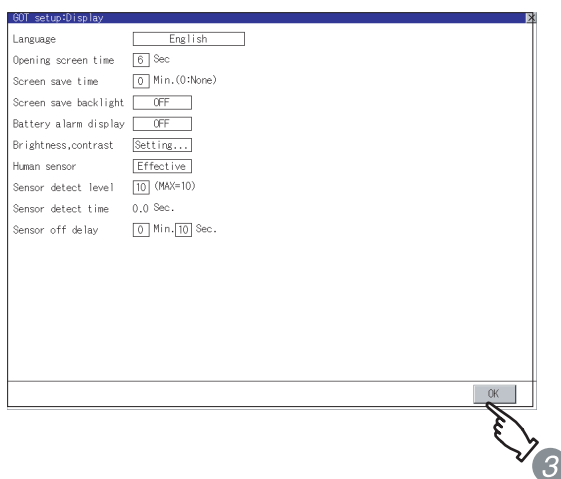 GOT setup:Display
Language English
Opening screen time 6 Sec
Screen save time 0 Min.(0:None)
Screen save backlight OFF
Battery alarm display OFF
Brightness,contrast Setting...
Human sensor Effective
Sensor detect level 10 (MAX=10)
Sensor detect time 0.0 Sec.
Sensor off delay 0 Min. 10 Sec.
OK
3